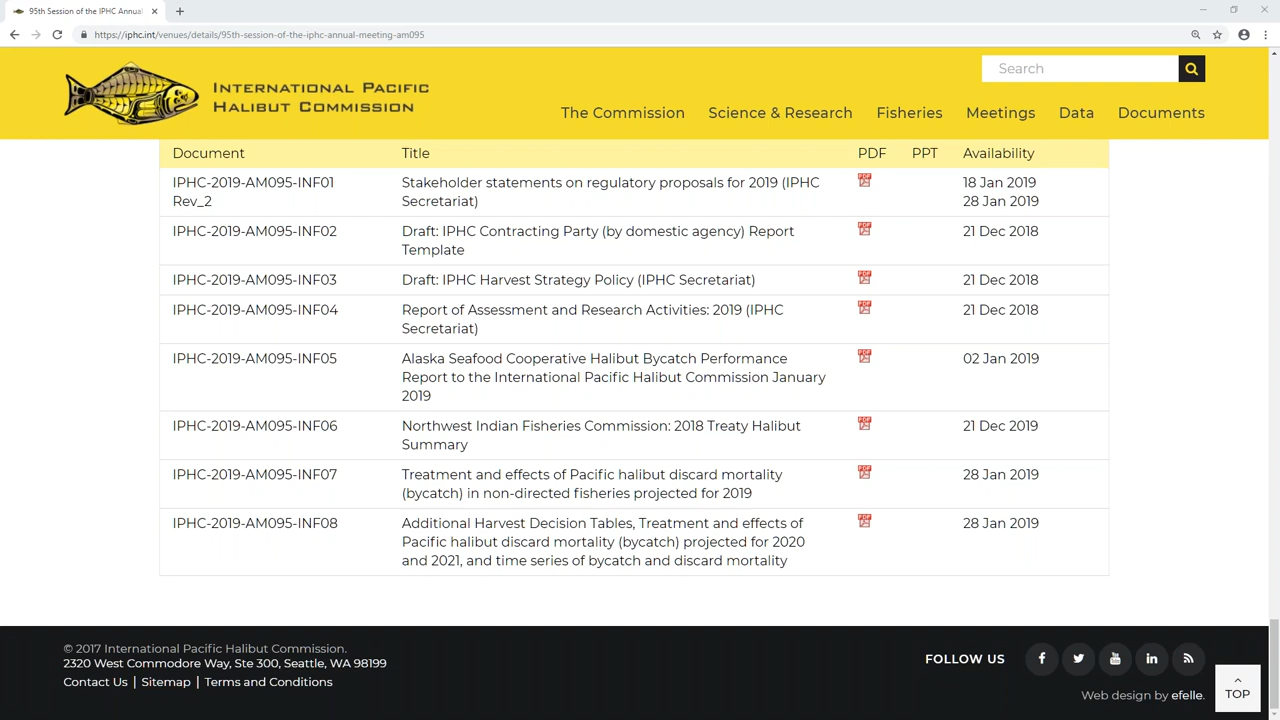 95th Session of the IPHC Annual
https://iphc.int/venues/details/95th-session-of-the-iphc-annual-meeting-am095
Search
INTERNATIONAL PACIFIC
HALIBUT COMMISSION
The Commission Science & Research Fisheries Meetings Data Documents
Document Title PDF PPT Availability
IPHC-2019-AM095-INF01 Stakeholder statements on regulatory proposals for 2019 (IPHC 18 Jan 2019
Rev_2 Secretariat) 28 Jan 2019
IPHC-2019-AM095-INF02 Draft: IPHC Contracting Party (by domestic agency) Report 21 Dec 2018
Template
IPHC-2019-AM095-INF03 Draft: IPHC Harvest Strategy Policy (IPHC Secretariat) 21 Dec 2018
IPHC-2019-AM095-INF04 Report of Assessment and Research Activities: 2019 (IPHC 21 Dec 2018
Secretariat)
IPHC-2019-AM095-INF05 Alaska Seafood Cooperative Halibut Bycatch Performance 02 Jan 2019
Report to the International Pacific Halibut Commission January
2019
IPHC-2019-AM095-INF06 Northwest Indian Fisheries Commission: 2018 Treaty Halibut 21 Dec 2019
Summary
IPHC-2019-AM095-INF07 Treatment and effects of Pacific halibut discard mortality 28 Jan 2019
(bycatch) in non-directed fisheries projected for 2019
IPHC-2019-AM095-INF08 Additional Harvest Decision Tables, Treatment and effects of 28 Jan 2019
Pacific halibut discard mortality (bycatch) projected for 2020
and 2021, and time series of bycatch and discard mortality
© 2017 International Pacific Halibut Commission.
2320 West Commodore Way, Ste 300, Seattle, WA 98199
Contact Us | Sitemap | Terms and Conditions
FOLLOW US
Web design by efelle.
TOP